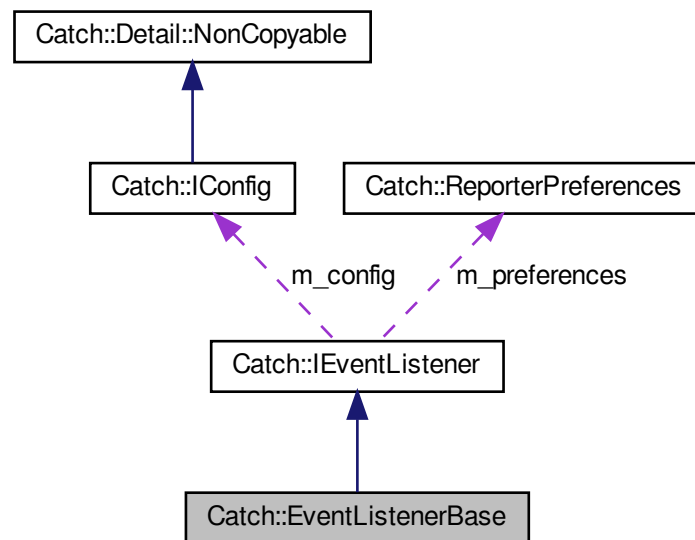 Catch::Detail::NonCopyable
Catch::IConfig
Catch::ReporterPreferences
m_config
m_preferences
Catch::IEventListener
Catch::EventListenerBase